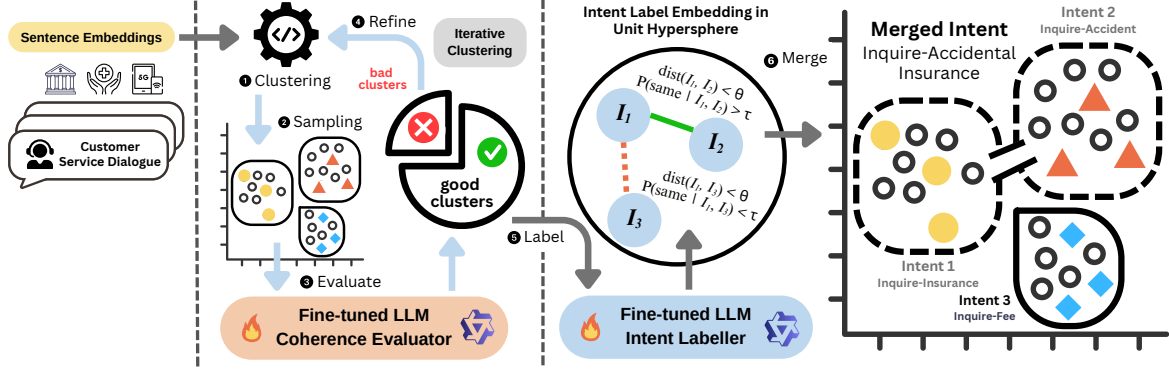 Sentence Embeddings
$
5G
Customer
Service Dialogue
</>
❹ Refine
Iterative
Clustering
bad
clusters
❶ Clustering
❷ Sampling
good
clusters
❸ Evaluate
Fine-tuned LLM
Coherence Evaluator
❺ Label
Intent Label Embedding in
Unit Hypersphere
dist(I₁, I₂) < θ
P(same | I₁, I₂) > τ
I₁
I₂
dist(I₁, I₃) < θ
P(same | I₁, I₃) < τ
I₃
Fine-tuned LLM
Intent Labeller
❻ Merge
Merged Intent
Inquire-Accidental
Insurance
Intent 2
Inquire-Accident
Intent 1
Inquire-Insurance
Intent 3
Inquire-Fee